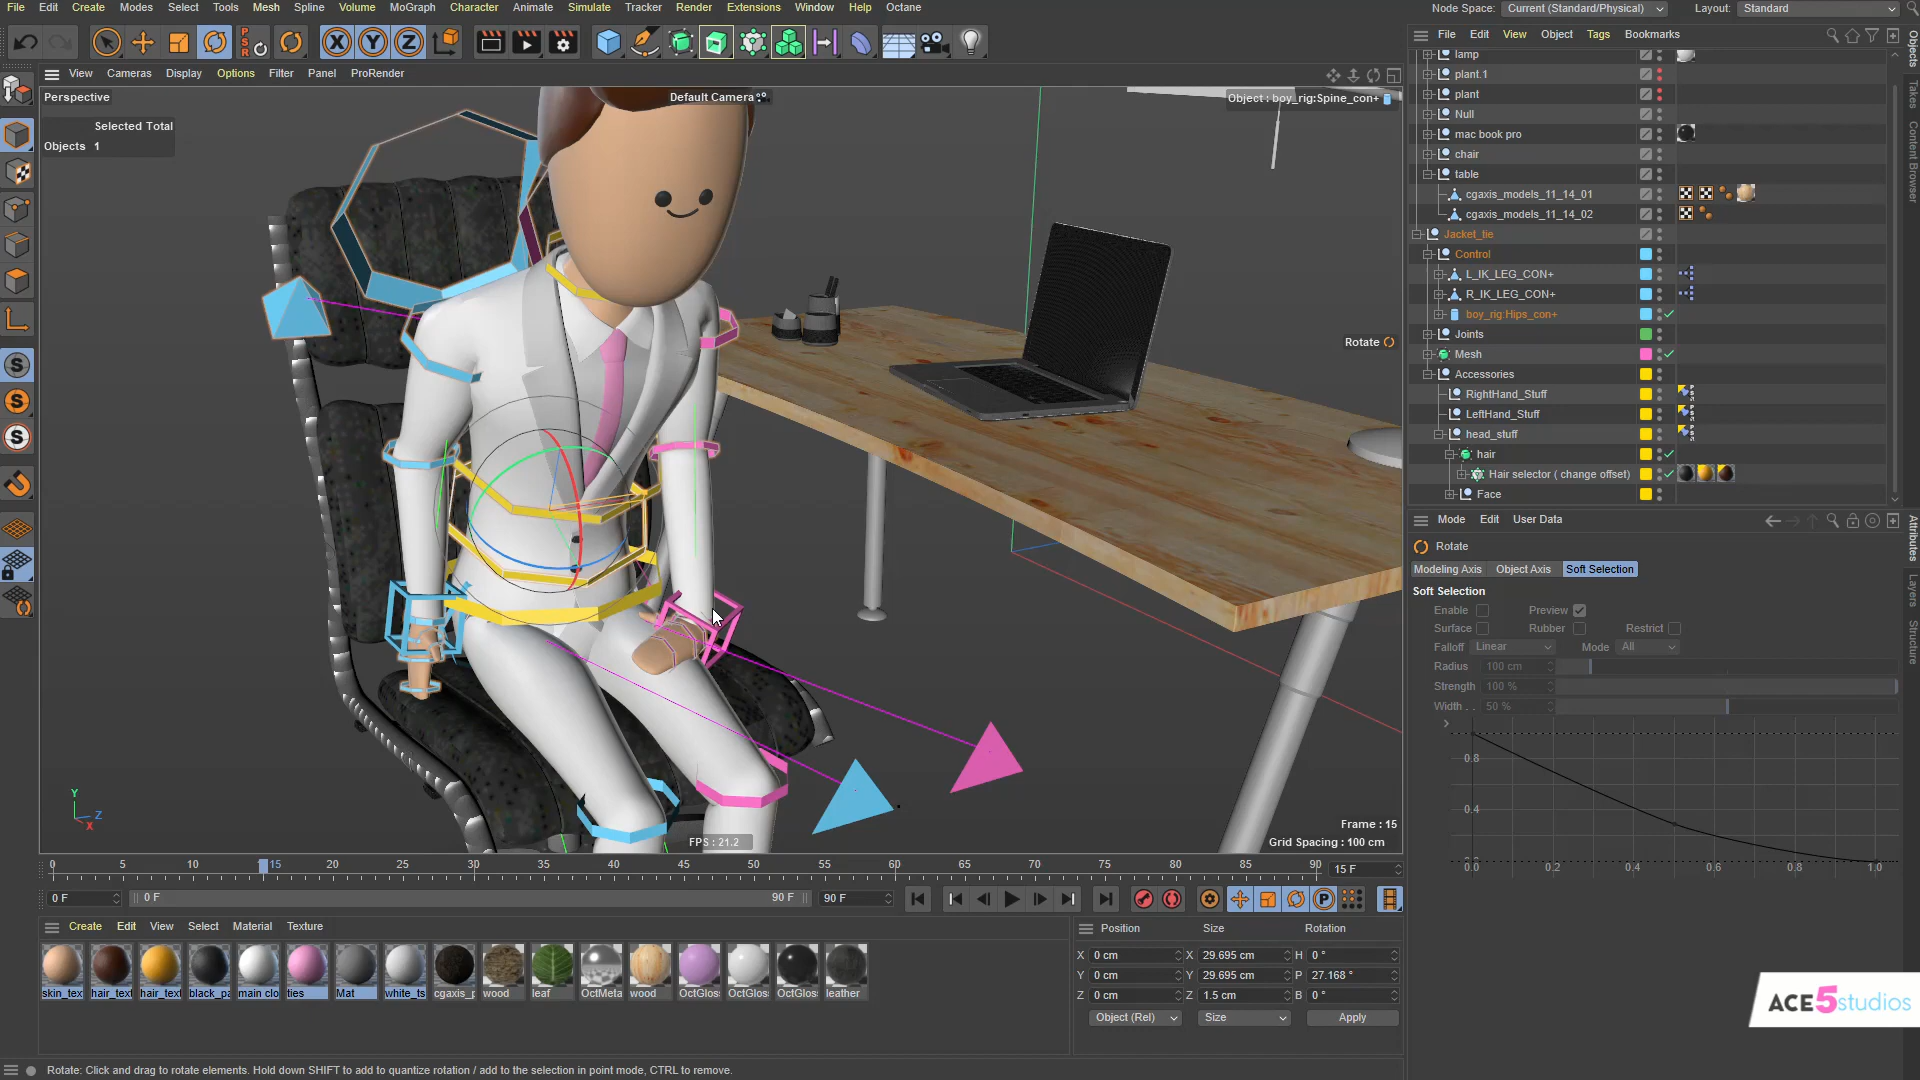 File Edit Create Modes Select Tools Mesh Spline Volume MoGraph Character Animate Simulate Tracker Render Extensions Window Help Octane
Node Space: Current (Standard/Physical) Layout: Standard
X Y Z
PSR
File Edit View Object Tags Bookmarks
View Cameras Display Options Filter Panel ProRender
Perspective
Default Camera
Object : boy_rig:Spine_con+
Selected Total
Objects 1
Rotate
Frame : 15
FPS : 21.2
Grid Spacing : 100 cm
Y
Z
X
lamp
plant.1
plant
Null
mac book pro
chair
table
cgaxis_models_11_14_01
cgaxis_models_11_14_02
Jacket_tie
Control
L_IK_LEG_CON+
R_IK_LEG_CON+
boy_rig:Hips_con+
Joints
Mesh
Accessories
RightHand_Stuff
LeftHand_Stuff
head_stuff
hair
Hair selector ( change offset)
Face
Objects
Takes
Content Browser
Attributes
Layers
Structure
Mode Edit User Data
Rotate
Modeling Axis Object Axis Soft Selection
Soft Selection
Enable Preview
Surface Rubber Restrict
Falloff Linear Mode All
Radius 100 cm
Strength 100 %
Width . . 50 %
0.8
0.4
0.0 0.2 0.4 0.6 0.8 1.0
0 5 10 15 20 25 30 35 40 45 50 55 60 65 70 75 80 85 90 15 F
0 F 0 F 90 F 90 F
P
Create Edit View Select Material Texture
skin_tex hair_text hair_text black_pa main clo ties Mat white_ts cgaxis_p wood leaf OctMeta wood OctGlos OctGlos OctGlos leather
Position Size Rotation
X 0 cm X 29.695 cm H 0 °
Y 0 cm Y 29.695 cm P 27.168 °
Z 0 cm Z 1.5 cm B 0 °
Object (Rel) Size Apply
ACE5studios
Rotate: Click and drag to rotate elements. Hold down SHIFT to add to quantize rotation / add to the selection in point mode, CTRL to remove.